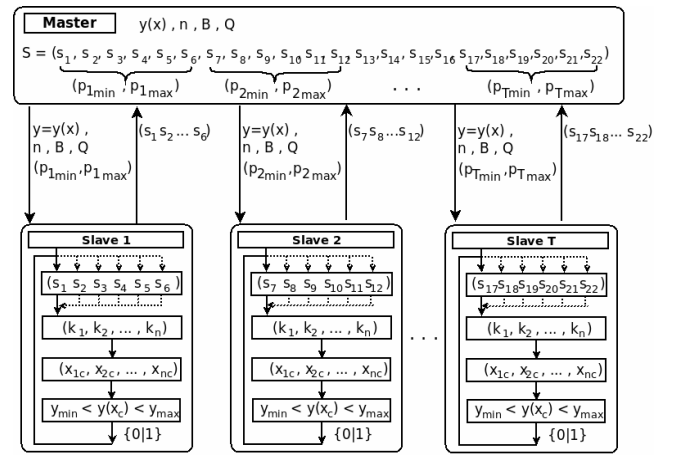 Master y(x) , n , B , Q
S = (s1, s2, s3, s4, s5, s6, s7, s8, s9, s10 s11 s12 s13,s14, s15,s16 s17,s18,s19,s20,s21,s22)
(p1min , p1max) (p2min , p2max) . . . (pTmin , pTmax)
y=y(x) , (s1 s2 ... s6) y=y(x) , (s7 s8 ...s12) y=y(x) , (s17 s18... s22)
n , B , Q n , B , Q n , B , Q
(p1min,p1max) (p2min,p2max) (pTmin,pTmax)
Slave 1 Slave 2 Slave T
(s1 s2 s3 s4 s5 s6 ) (s7 s8 s9 s10 s11 s12 ) (s17 s18 s19 s20 s21 s22 )
(k1, k2 , ... , kn) (k1, k2 , ... , kn) (k1, k2 , ... , kn)
. . .
(x1c, x2c, ... , xnc) (x1c, x2c, ... , xnc) (x1c, x2c, ... , xnc)
ymin < y(xc) < ymax ymin < y(xc) < ymax ymin < y(xc) < ymax
{0|1} {0|1} {0|1}